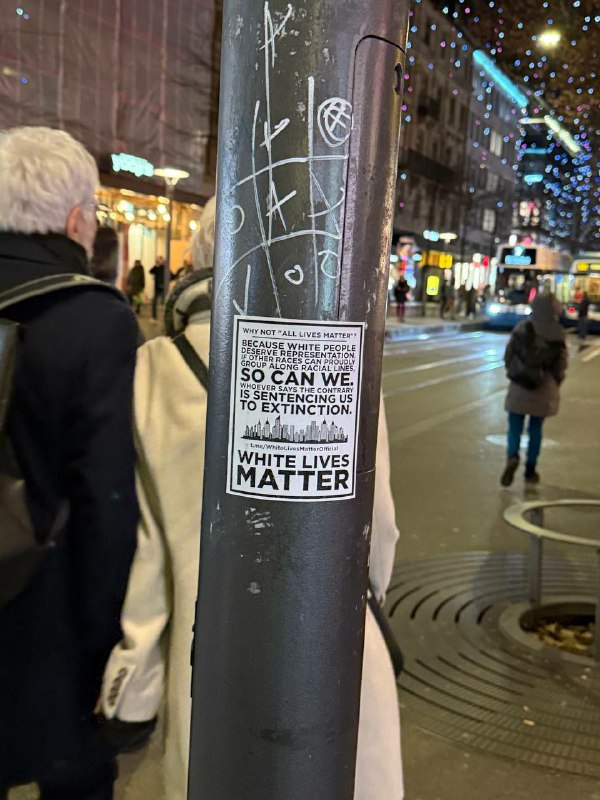 WHY NOT "ALL LIVES MATTER"?
BECAUSE WHITE PEOPLE
DESERVE REPRESENTATION.
IF OTHER RACES CAN PROUDLY
GROUP ALONG RACIAL LINES,
SO CAN WE.
WHOEVER SAYS THE CONTRARY
IS SENTENCING US
TO EXTINCTION.
t.me/WhiteLivesMatterOfficial
WHITE LIVES
MATTER